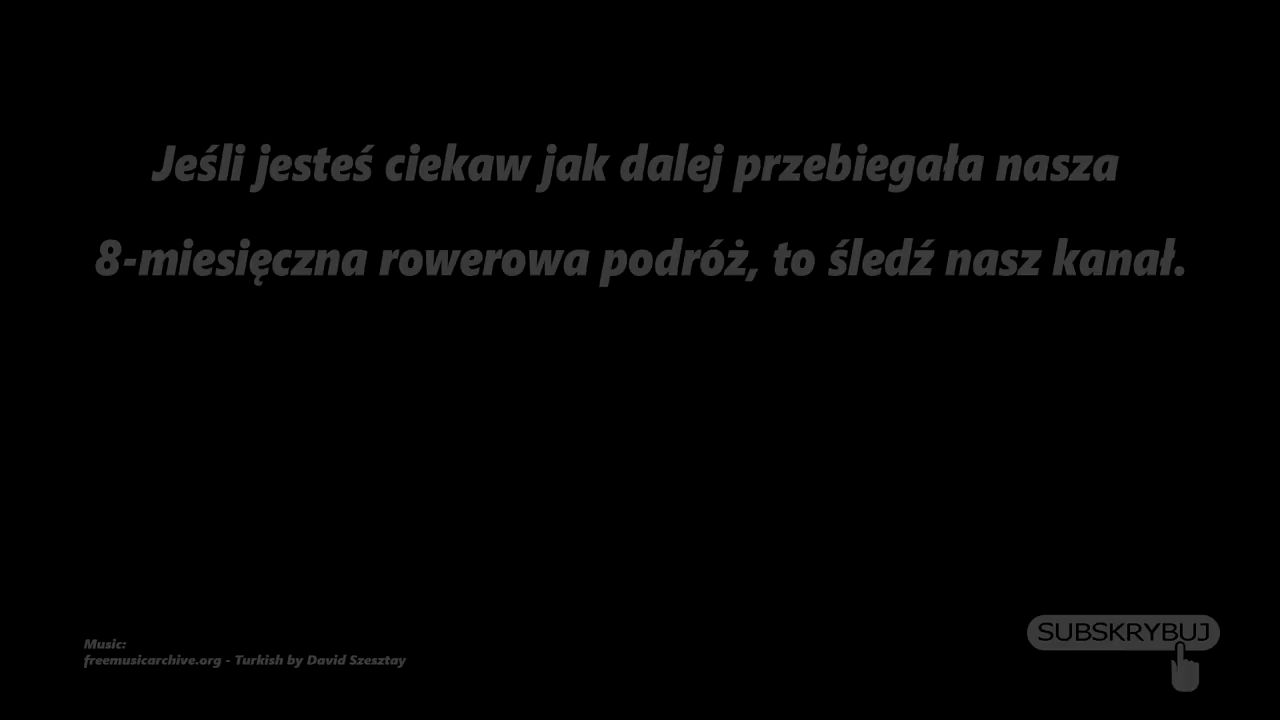 Jeśli jesteś ciekaw jak dalej przebiegała nasza
8-miesięczna rowerowa podróż, to śledź nasz kanał.
Music:
freemusicarchive.org - Turkish by David Szesztay
SUBSKRYBUJ